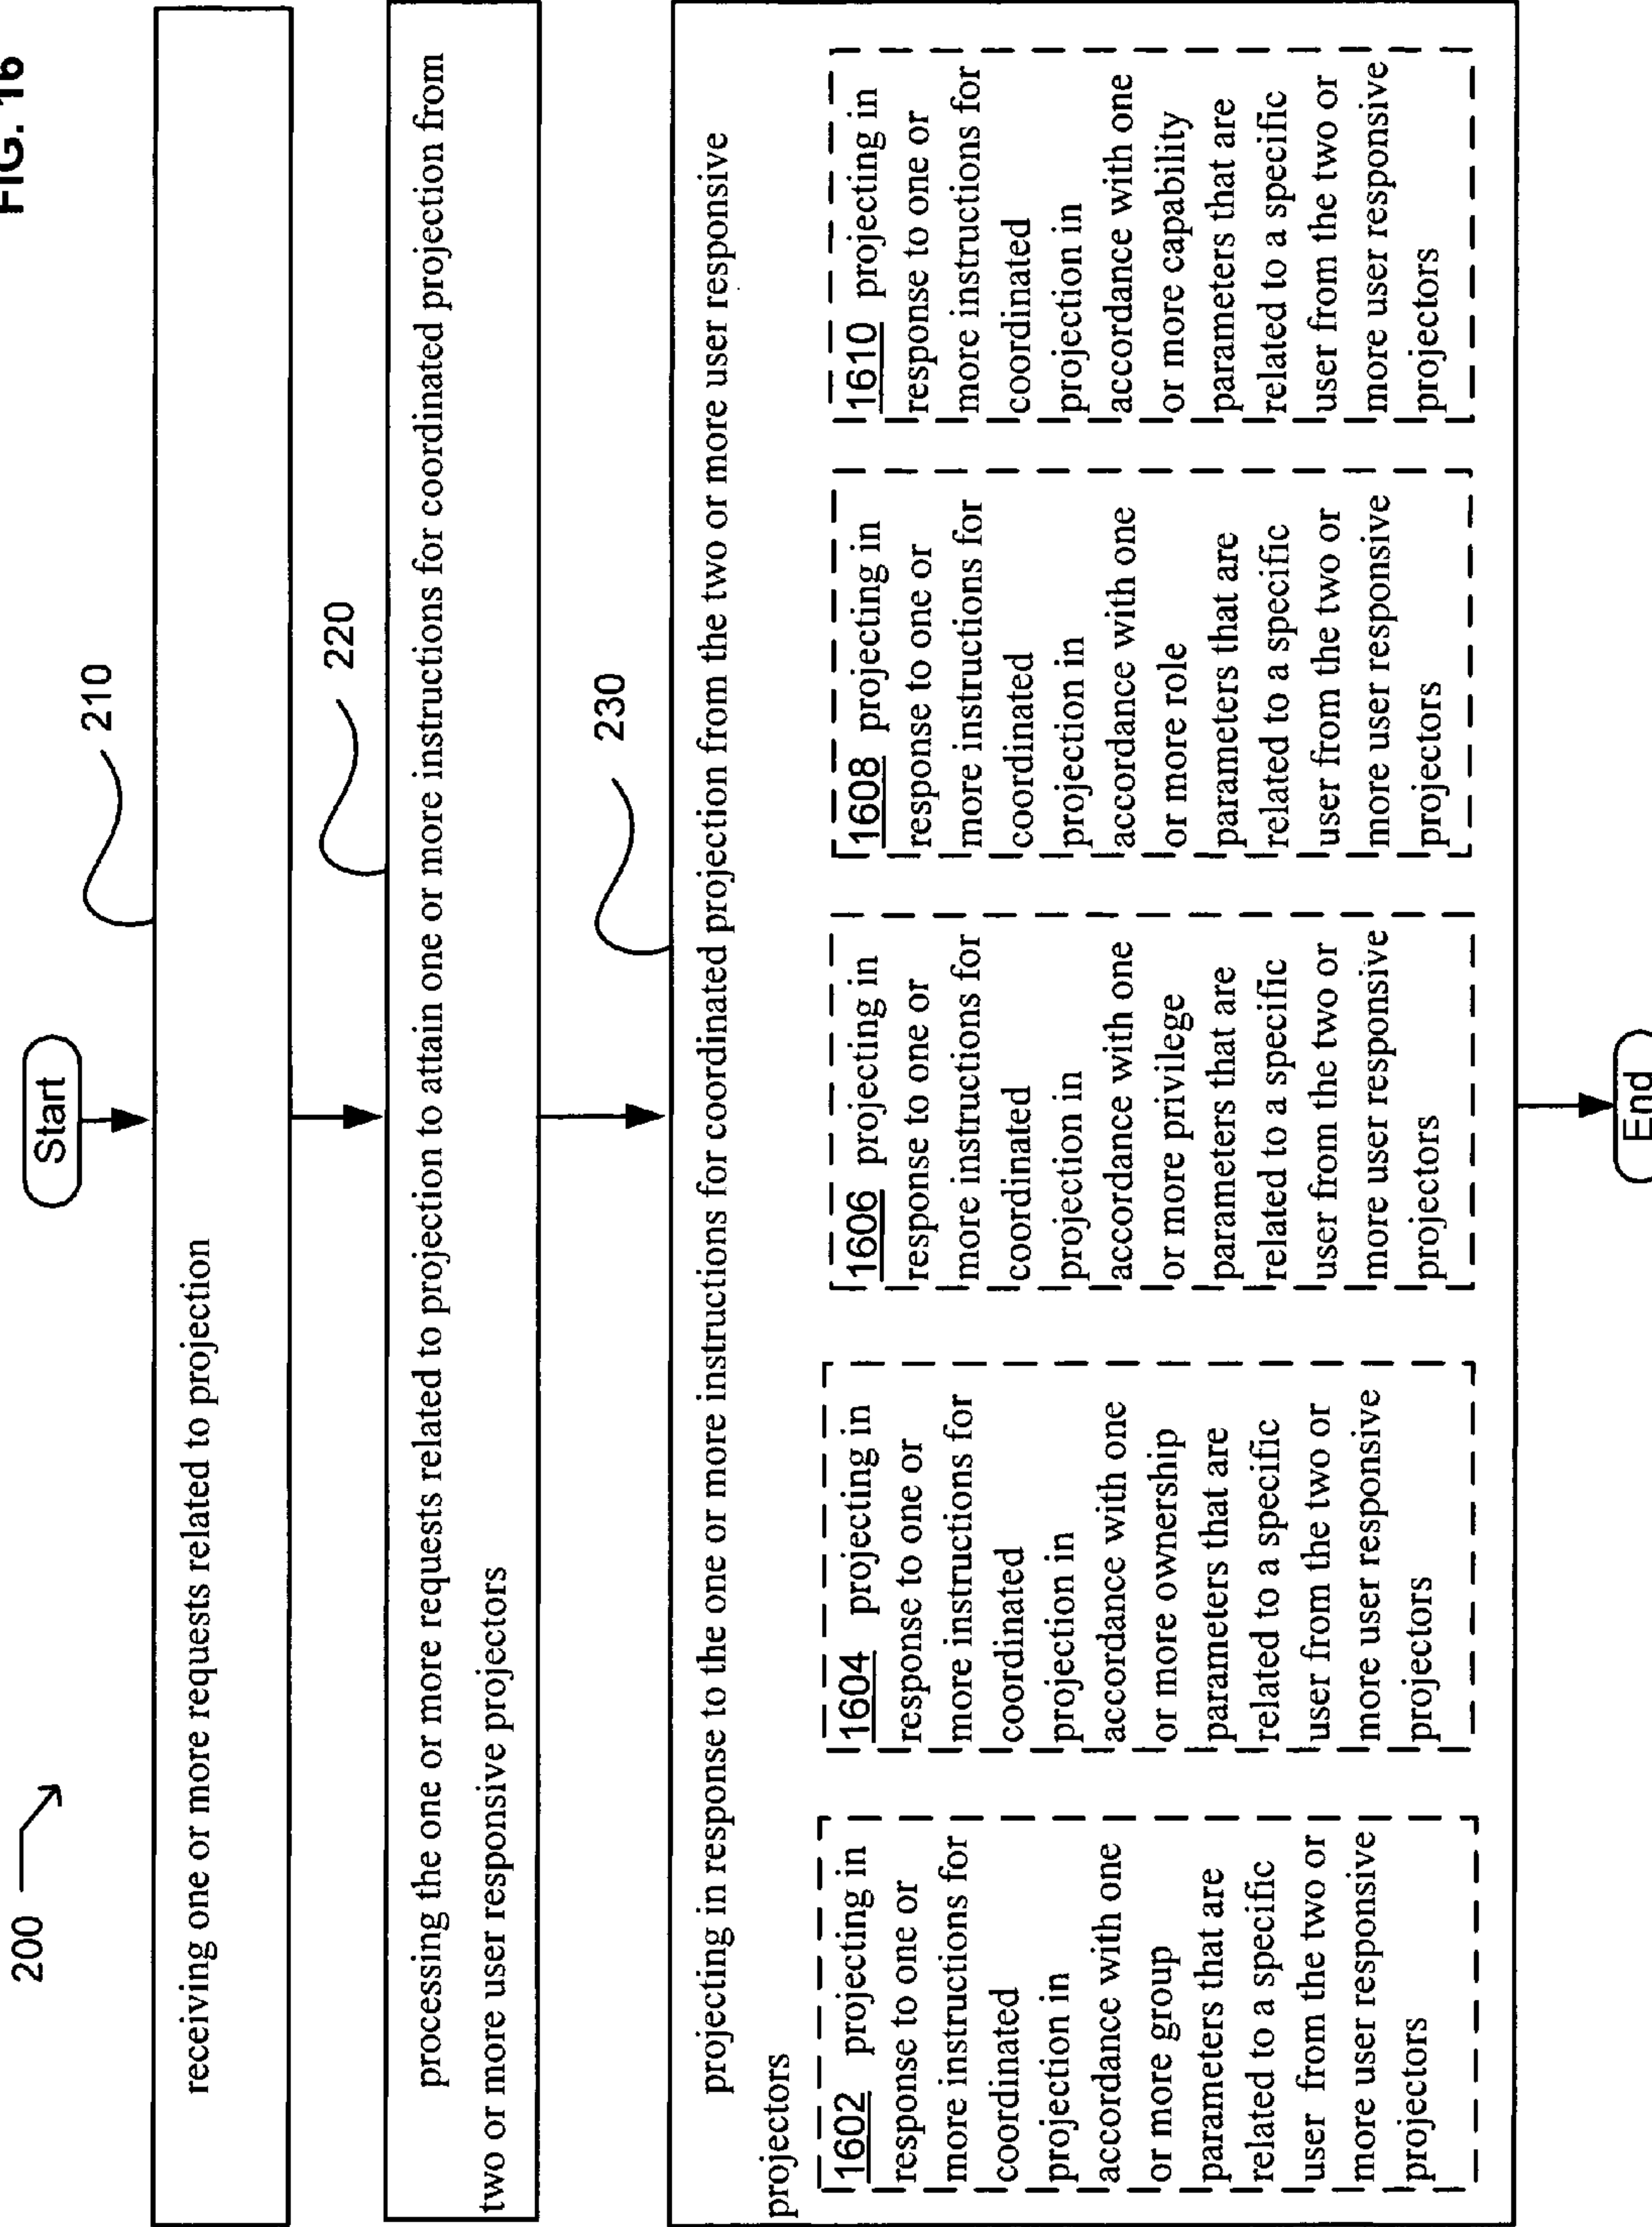 FIG. 16
200
Start
210
receiving one or more requests related to projection
220
processing the one or more requests related to projection to attain one or more instructions for coordinated projection from
two or more user responsive projectors
230
projecting in response to the one or more instructions for coordinated projection from the two or more user responsive
projectors
1602 projecting in
response to one or
more instructions for
coordinated
projection in
accordance with one
or more group
parameters that are
related to a specific
user from the two or
more user responsive
projectors
1604 projecting in
response to one or
more instructions for
coordinated
projection in
accordance with one
or more ownership
parameters that are
related to a specific
user from the two or
more user responsive
projectors
1606 projecting in
response to one or
more instructions for
coordinated
projection in
accordance with one
or more privilege
parameters that are
related to a specific
user from the two or
more user responsive
projectors
1608 projecting in
response to one or
more instructions for
coordinated
projection in
accordance with one
or more role
parameters that are
related to a specific
user from the two or
more user responsive
projectors
1610 projecting in
response to one or
more instructions for
coordinated
projection in
accordance with one
or more capability
parameters that are
related to a specific
user from the two or
more user responsive
projectors
End